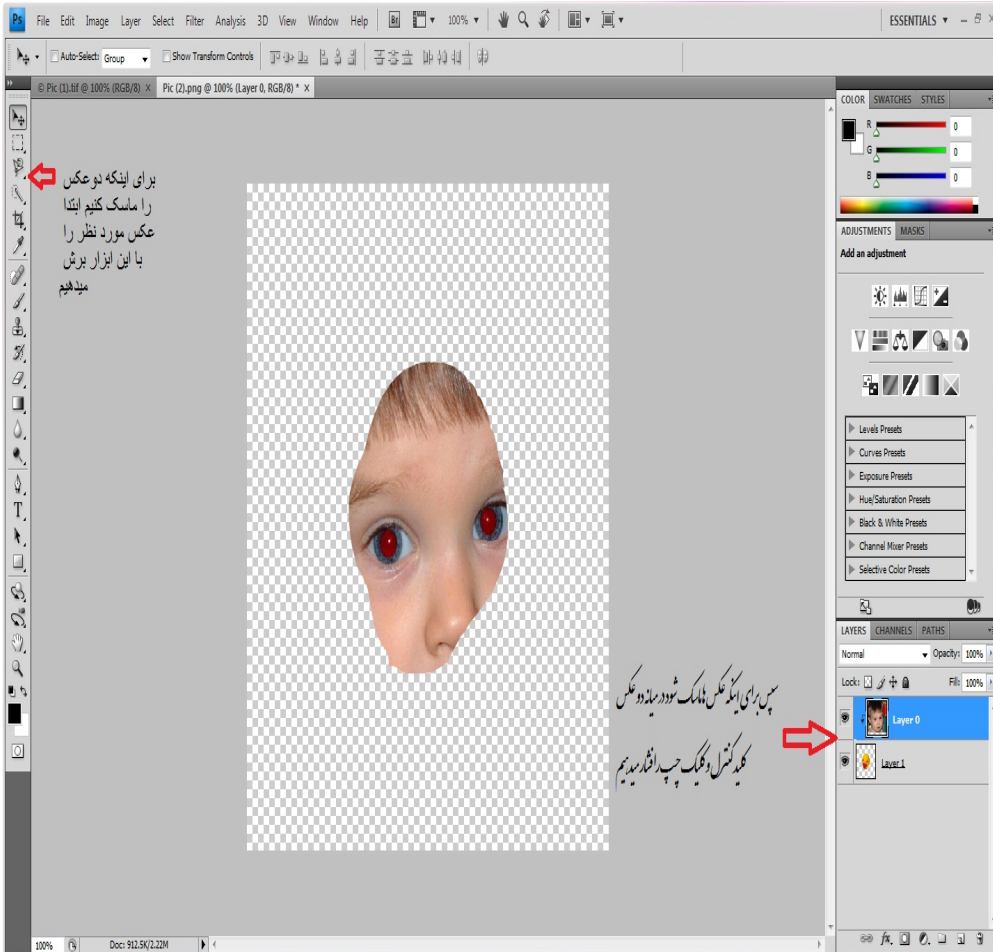 Ps File Edit Image Layer Select Filter Analysis 3D View Window Help Br 100% ESSENTIALS
Auto-Select: Group Show Transform Controls
© Pic (1).tif @ 100% (RGB/8) × Pic (2).png @ 100% (Layer 0, RGB/8) * ×
برای اینکه دو عکس
را ماسک کنیم ابتدا
عکس مورد نظر را
با این ابزار برش
میدهیم
سپس برای اینکه عکس ها ماسک شود در میانه دو عکس
کلید کنترل و کلیک چپ را فشار میدهیم
COLOR SWATCHES STYLES
R 0
G 0
B 0
ADJUSTMENTS MASKS
Add an adjustment
Levels Presets
Curves Presets
Exposure Presets
Hue/Saturation Presets
Black & White Presets
Channel Mixer Presets
Selective Color Presets
LAYERS CHANNELS PATHS
Normal Opacity: 100%
Lock: Fill: 100%
Layer 0
Layer 1
100% Doc: 912.5K/2.22M